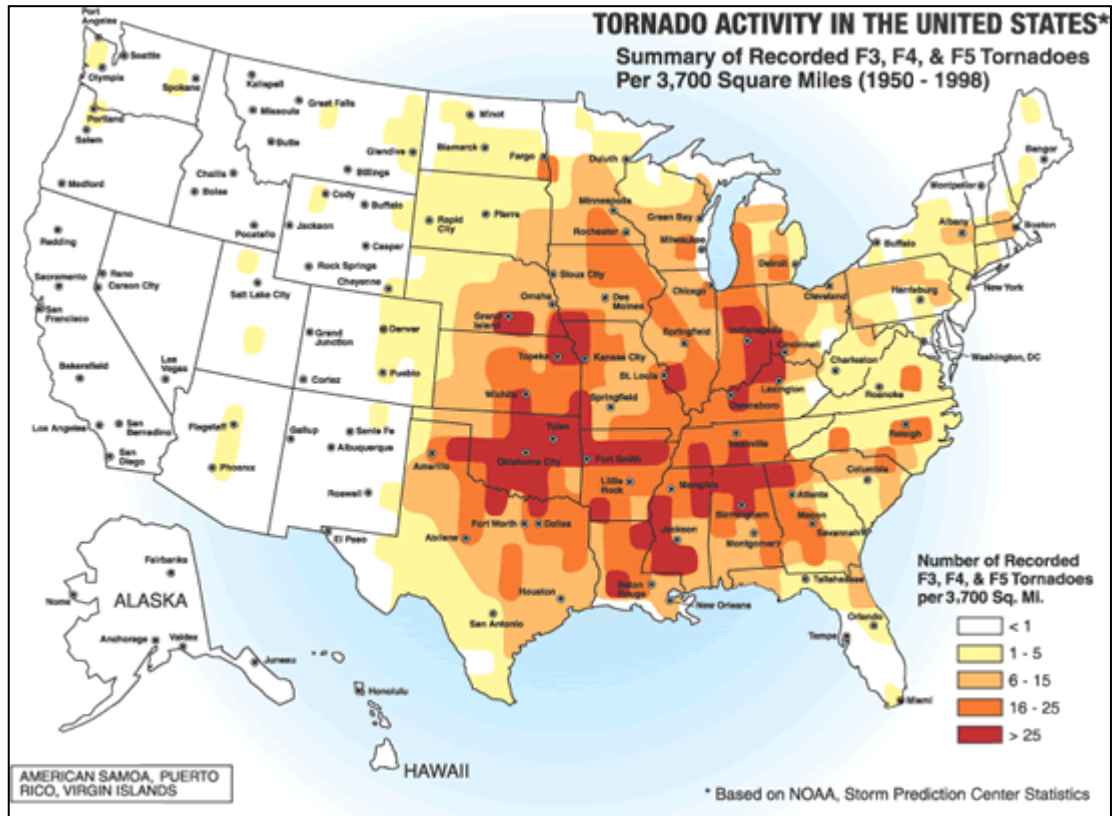 TORNADO ACTIVITY IN THE UNITED STATES*
Summary of Recorded F3, F4, & F5 Tornadoes
Per 3,700 Square Miles (1950 - 1998)
Port
Angeles
Seattle
Olympia
Spokane
Portland
Salem
Medford
Kalispell
Great Falls
Missoula
Butte
Glendive
Billings
Challis
Boise
Pocatello
Cody
Buffalo
Jackson
Casper
Rock Springs
Cheyenne
Minot
Bismarck
Fargo
Rapid
City
Pierre
Duluth
Minneapolis
Rochester
Green Bay
Milwaukee
Redding
Sacramento
San
Francisco
Reno
Carson City
Bakersfield
Las
Vegas
Los Angeles
San
Bernadino
San
Diego
Salt Lake City
Grand
Junction
Cortez
Denver
Pueblo
Flagstaff
Phoenix
Gallup
Santa Fe
Albuquerque
Roswell
El Paso
Sioux City
Omaha
Grand
Island
Des
Moines
Topeka
Kansas City
Wichita
Springfield
St. Louis
Springfield
Chicago
Detroit
Indianapolis
Cincinnati
Cleveland
Lexington
Owensboro
Charleston
Roanoke
Raleigh
Columbia
Nashville
Memphis
Tulsa
Oklahoma City
Fort Smith
Little
Rock
Amarillo
Fort Worth
Dallas
Abilene
Houston
San Antonio
Jackson
Baton
Rouge
New Orleans
Birmingham
Montgomery
Atlanta
Macon
Savannah
Tallahassee
Orlando
Tampa
Miami
Bangor
Montpelier
Albany
Boston
Buffalo
Harrisburg
New York
Washington, DC
Fairbanks
Nome
ALASKA
Anchorage
Valdez
Juneau
Honolulu
HAWAII
Number of Recorded
F3, F4, & F5 Tornadoes
per 3,700 Sq. Mi.
< 1
1 - 5
6 - 15
16 - 25
> 25
AMERICAN SAMOA, PUERTO
RICO, VIRGIN ISLANDS
* Based on NOAA, Storm Prediction Center Statistics